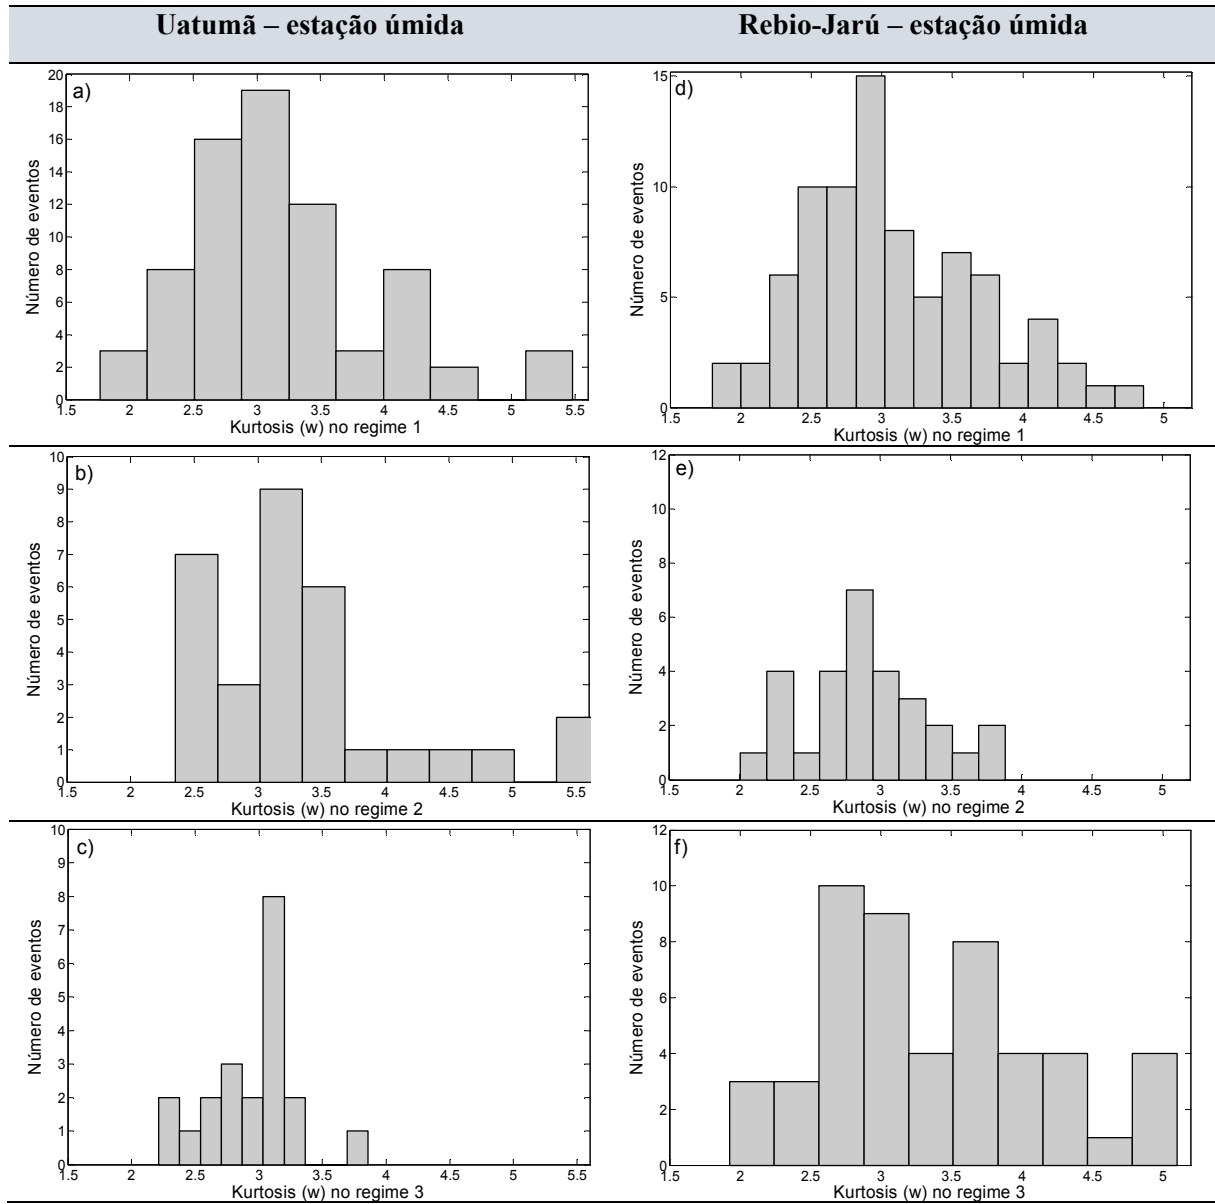 Uatumã – estação úmida
Rebio-Jarú – estação úmida
a)
Número de eventos
20
18
16
14
12
10
8
6
4
2
0
1.5 2 2.5 3 3.5 4 4.5 5 5.5
Kurtosis (w) no regime 1
d)
Número de eventos
15
10
5
0
1.5 2 2.5 3 3.5 4 4.5 5
Kurtosis (w) no regime 1
b)
Número de eventos
10
9
8
7
6
5
4
3
2
1
0
1.5 2 2.5 3 3.5 4 4.5 5 5.5
Kurtosis (w) no regime 2
e)
Número de eventos
12
10
8
6
4
2
0
1.5 2 2.5 3 3.5 4 4.5 5
Kurtosis (w) no regime 2
c)
Número de eventos
10
9
8
7
6
5
4
3
2
1
0
1.5 2 2.5 3 3.5 4 4.5 5 5.5
Kurtosis (w) no regime 3
f)
Número de eventos
12
10
8
6
4
2
0
1.5 2 2.5 3 3.5 4 4.5 5
Kurtosis (w) no regime 3